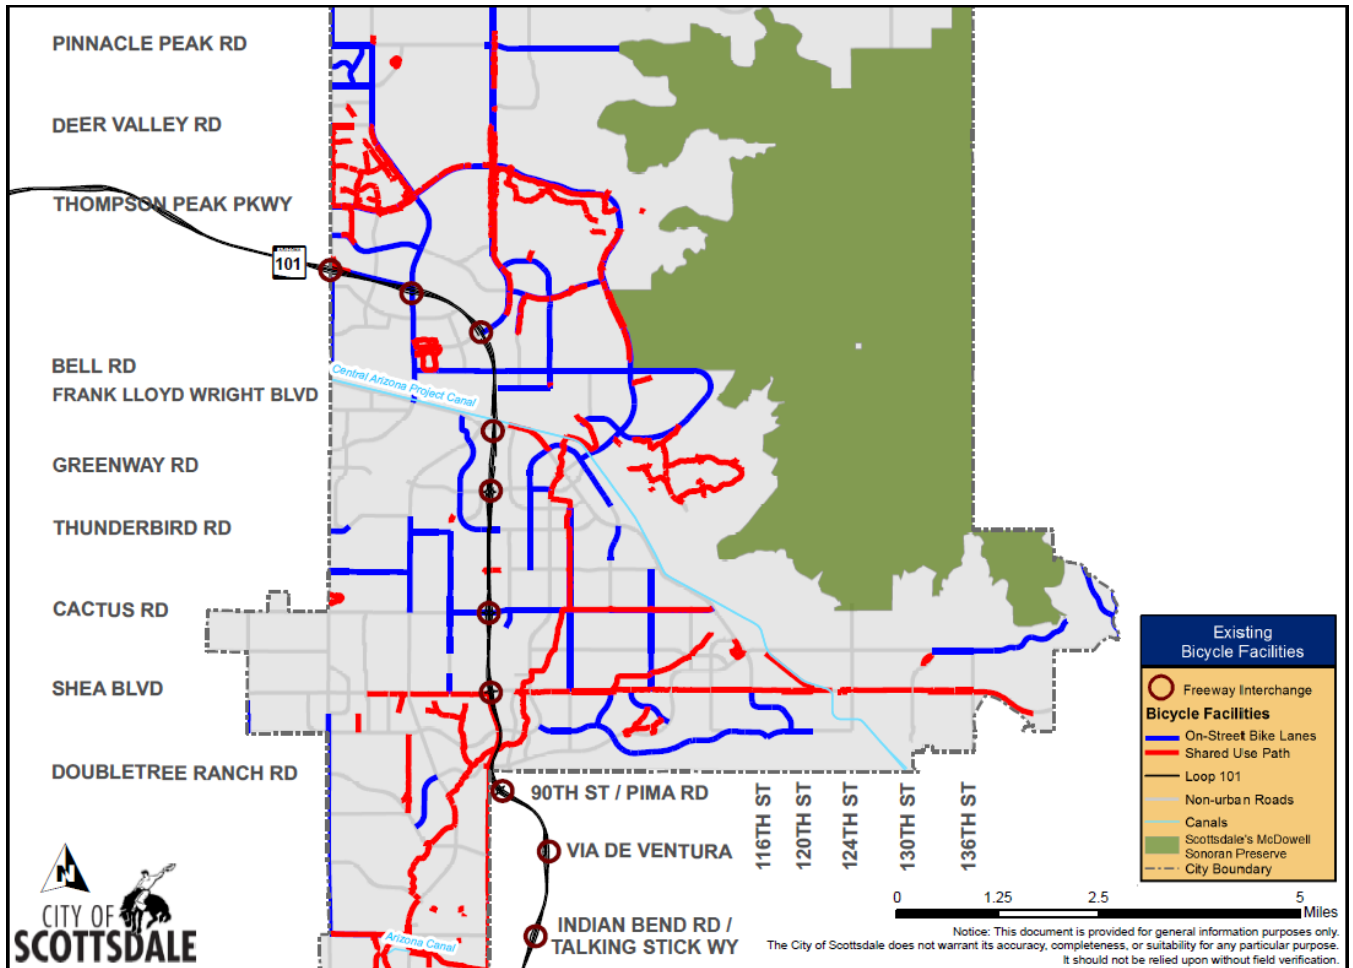 PINNACLE PEAK RD
DEER VALLEY RD
THOMPSON PEAK PKWY
101
BELL RD
FRANK LLOYD WRIGHT BLVD
Central Arizona Project Canal
GREENWAY RD
THUNDERBIRD RD
CACTUS RD
SHEA BLVD
DOUBLETREE RANCH RD
90TH ST / PIMA RD
VIA DE VENTURA
INDIAN BEND RD /
TALKING STICK WY
Arizona Canal
116TH ST
120TH ST
124TH ST
130TH ST
136TH ST
Existing
Bicycle Facilities
Freeway Interchange
Bicycle Facilities
On-Street Bike Lanes
Shared Use Path
Loop 101
Non-urban Roads
Canals
Scottsdale's McDowell
Sonoran Preserve
City Boundary
N
CITY OF
SCOTTSDALE
0 1.25 2.5 5
Miles
Notice: This document is provided for general information purposes only.
The City of Scottsdale does not warrant its accuracy, completeness, or suitability for any particular purpose.
It should not be relied upon without field verification.